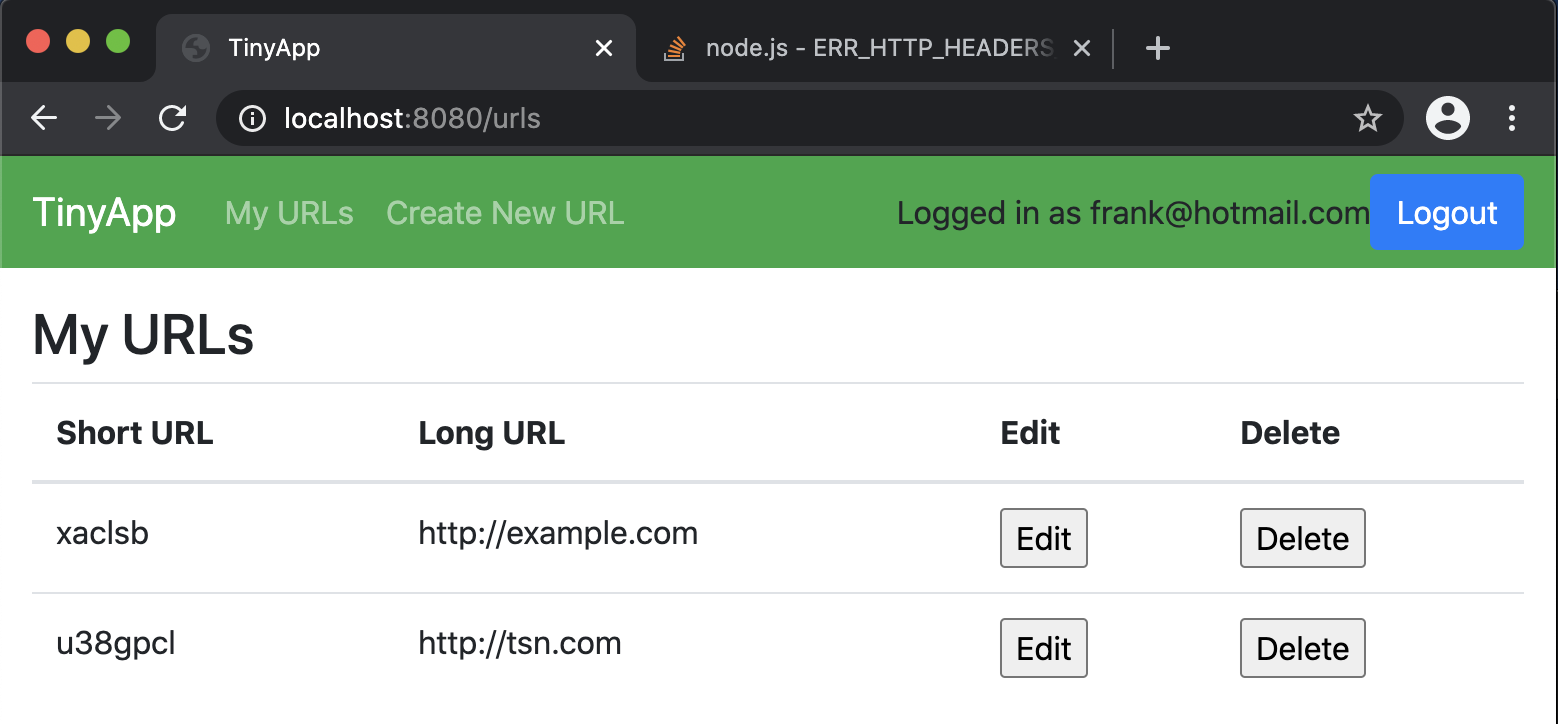 TinyApp
node.js - ERR_HTTP_HEADERS
localhost:8080/urls
TinyApp My URLs Create New URL Logged in as frank@hotmail.com Logout
My URLs
Short URL Long URL Edit Delete
xaclsb http://example.com Edit Delete
u38gpcl http://tsn.com Edit Delete